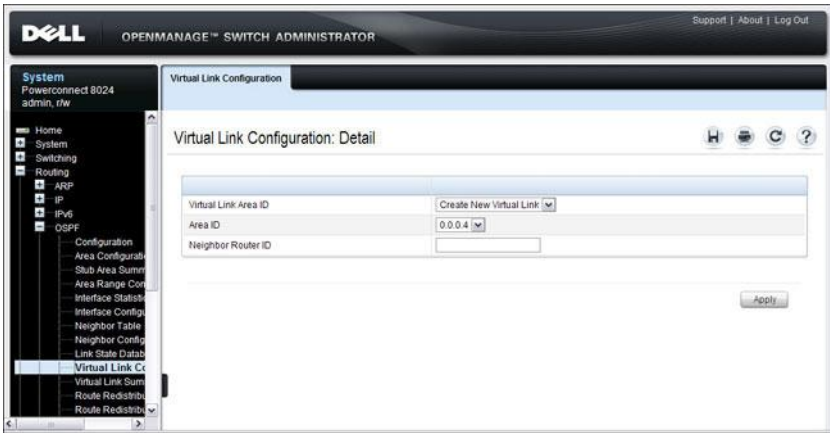 Support | About | Log Out
DELL OPENMANAGE™ SWITCH ADMINISTRATOR
System
Powerconnect 8024
admin, r/w
Virtual Link Configuration
Home
System
Switching
Routing
ARP
IP
IPv6
OSPF
Configuration
Area Configurati
Stub Area Summ
Area Range Con
Interface Statisti
Interface Configu
Neighbor Table
Neighbor Config
Link State Datab
Virtual Link Co
Virtual Link Sum
Route Redistribu
Route Redistribu
Virtual Link Configuration: Detail
Virtual Link Area ID Create New Virtual Link
Area ID 0.0.0.4
Neighbor Router ID
Apply